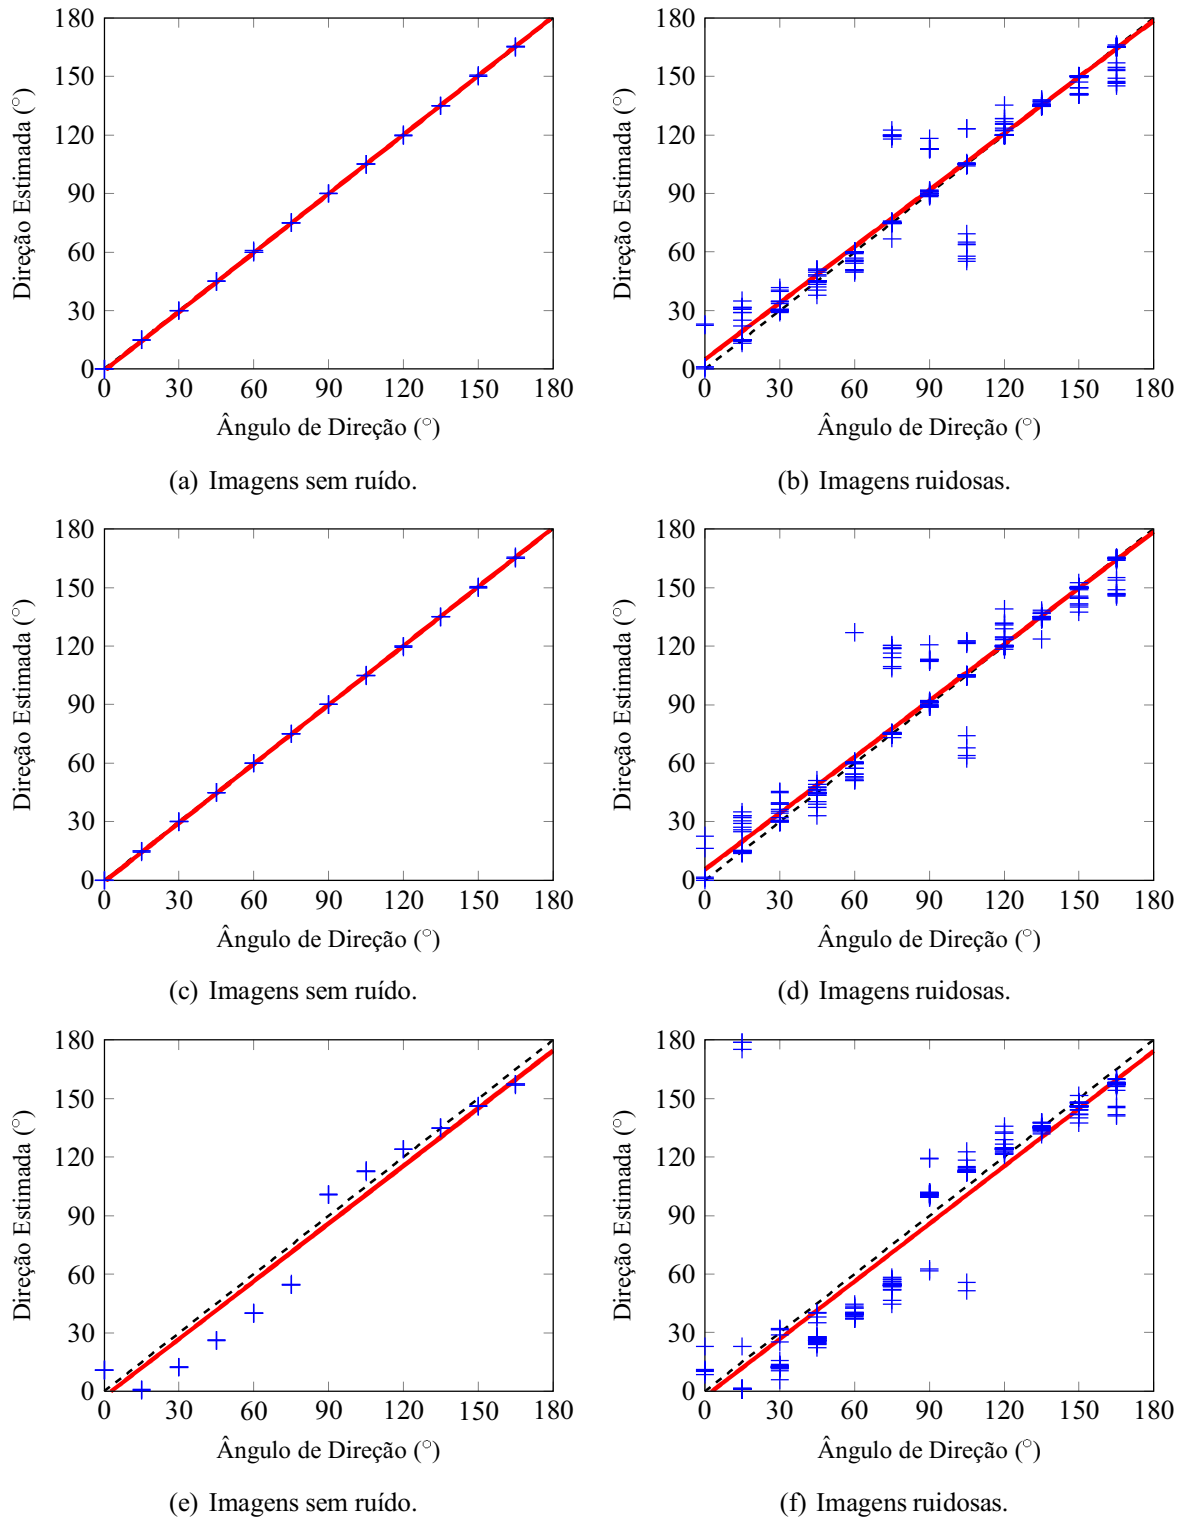 180
150
120
90
60
30
0
Direção Estimada (°)
0 30 60 90 120 150 180
Ângulo de Direção (°)
(a) Imagens sem ruído.
180
150
120
90
60
30
0
Direção Estimada (°)
0 30 60 90 120 150 180
Ângulo de Direção (°)
(b) Imagens ruidosas.
180
150
120
90
60
30
0
Direção Estimada (°)
0 30 60 90 120 150 180
Ângulo de Direção (°)
(c) Imagens sem ruído.
180
150
120
90
60
30
0
Direção Estimada (°)
0 30 60 90 120 150 180
Ângulo de Direção (°)
(d) Imagens ruidosas.
180
150
120
90
60
30
0
Direção Estimada (°)
0 30 60 90 120 150 180
Ângulo de Direção (°)
(e) Imagens sem ruído.
180
150
120
90
60
30
0
Direção Estimada (°)
0 30 60 90 120 150 180
Ângulo de Direção (°)
(f) Imagens ruidosas.